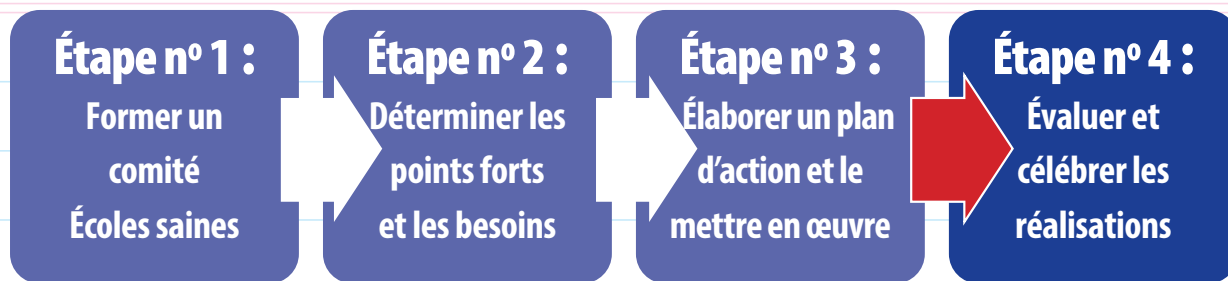 Étape nº 1 :
Former un
comité
Écoles saines
Étape nº 2 :
Déterminer les
points forts
et les besoins
Étape nº 3 :
Élaborer un plan
d’action et le
mettre en œuvre
Étape nº 4 :
Évaluer et
célébrer les
réalisations